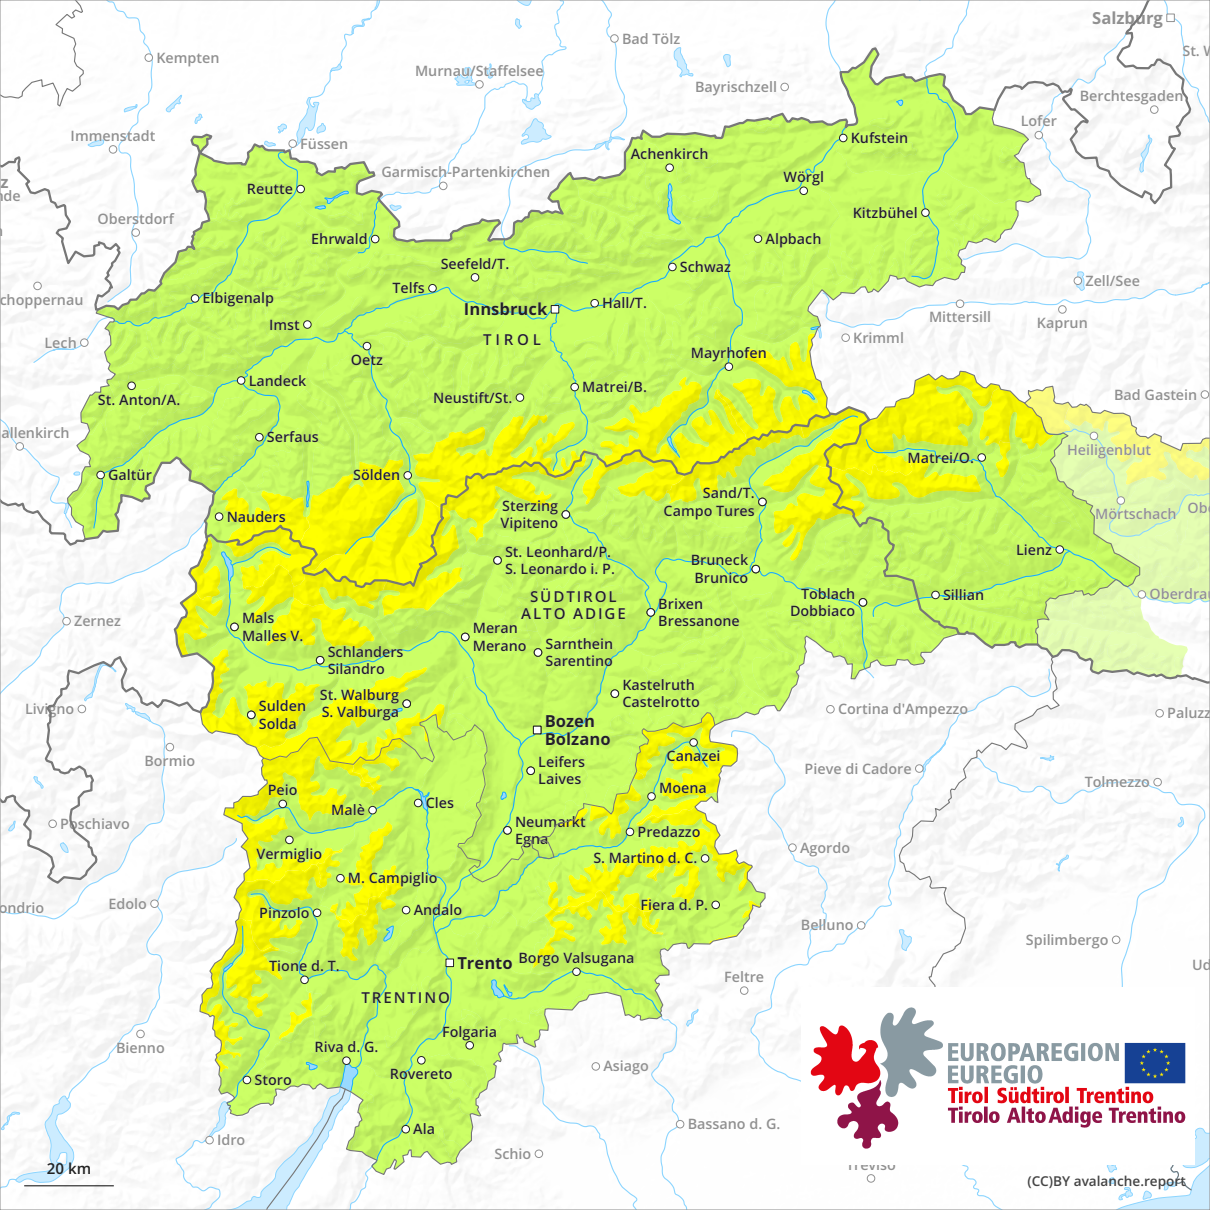 Salzburg
St. W
Kempten
Bad Tölz
Murnau/Staffelsee
Bayrischzell
Berchtesgaden
Lofer
Immenstadt
Füssen
Kufstein
Achenkirch
Garmisch-Partenkirchen
Wörgl
z
nde
Reutte
Kitzbühel
Oberstdorf
Ehrwald
Alpbach
Seefeld/T.
Schwaz
Zell/See
Telfs
choppernau
Elbigenalp
Innsbruck
Hall/T.
Mittersill
Kaprun
Imst
TIROL
Krimml
Lech
Oetz
Mayrhofen
Landeck
Matrei/B.
St. Anton/A.
Neustift/St.
Bad Gastein
allenkirch
Serfaus
Heiligenblut
Matrei/O.
Galtür
Sölden
Sand/T.
Campo Tures
Nauders
Sterzing
Vipiteno
Mörtschach
Ob
St. Leonhard/P.
S. Leonardo i. P.
Lienz
Bruneck
Brunico
SÜDTIROL
ALTO ADIGE
Toblach
Dobbiaco
Sillian
Oberdrau
Brixen
Bressanone
Zernez
Mals
Malles V.
Meran
Merano
Sarnthein
Sarentino
Schlanders
Silandro
Kastelruth
Castelrotto
St. Walburg
S. Valburga
Sulden
Solda
Livigno
Cortina d'Ampezzo
Paluzz
Bozen
Bolzano
Bormio
Canazei
Leifers
Laives
Pieve di Cadore
Tolmezzo
Peio
Moena
Malè
Cles
Poschiavo
Neumarkt
Egna
Predazzo
Vermiglio
S. Martino d. C.
Agordo
M. Campiglio
Edolo
ondrio
Pinzolo
Andalo
Fiera d. P.
Belluno
Spilimbergo
Trento
Borgo Valsugana
Tione d. T.
Ud
Feltre
TRENTINO
Folgaria
Bienno
Riva d. G.
Rovereto
Asiago
Storo
EUROPAREGION
EUREGIO
Tirol Südtirol Trentino
Tirolo Alto Adige Trentino
Idro
Ala
Bassano d. G.
Schio
Treviso
20 km
(CC)BY avalanche.report